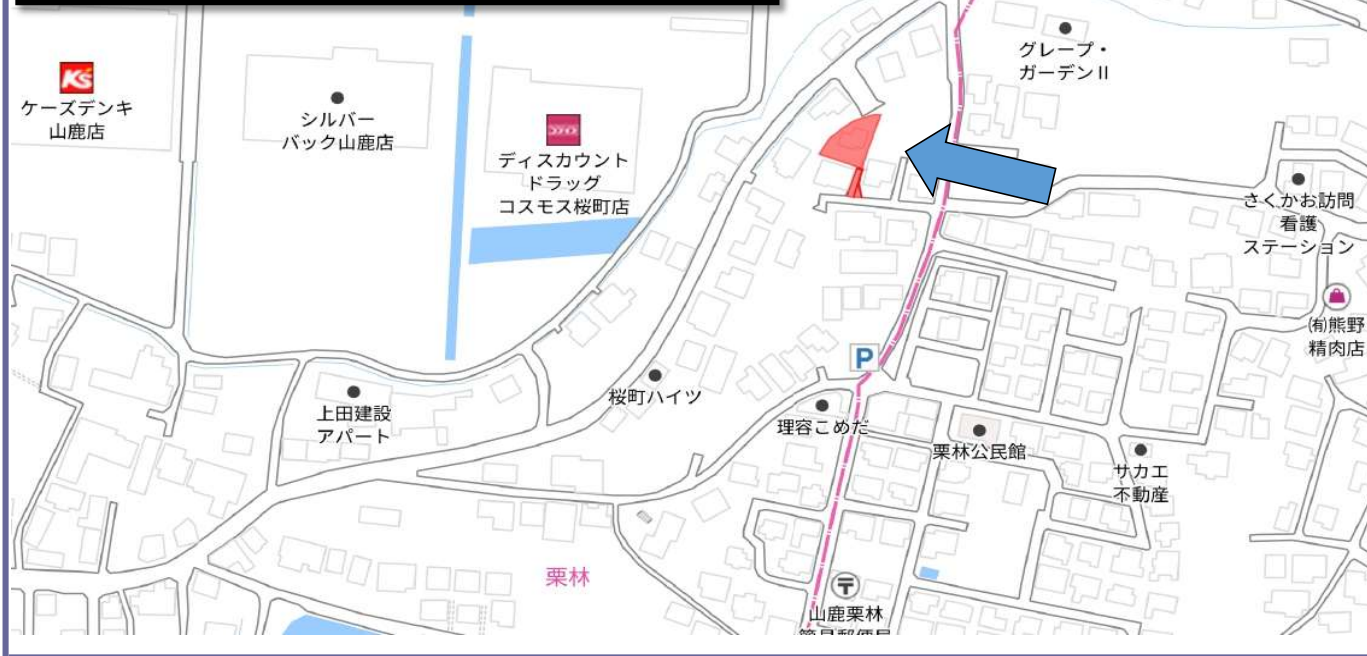 グレープ・
ガーデンⅡ
K's
ケーズデンキ
山鹿店
シルバー
バック山鹿店
ディスカウント
ドラッグ
コスモス桜町店
さくかお訪問
看護
ステーション
㈲熊野
精肉店
P
桜町ハイツ
上田建設
アパート
理容こめだ
栗林公民館
サカエ
不動産
栗林
〒
山鹿栗林
簡易郵便局